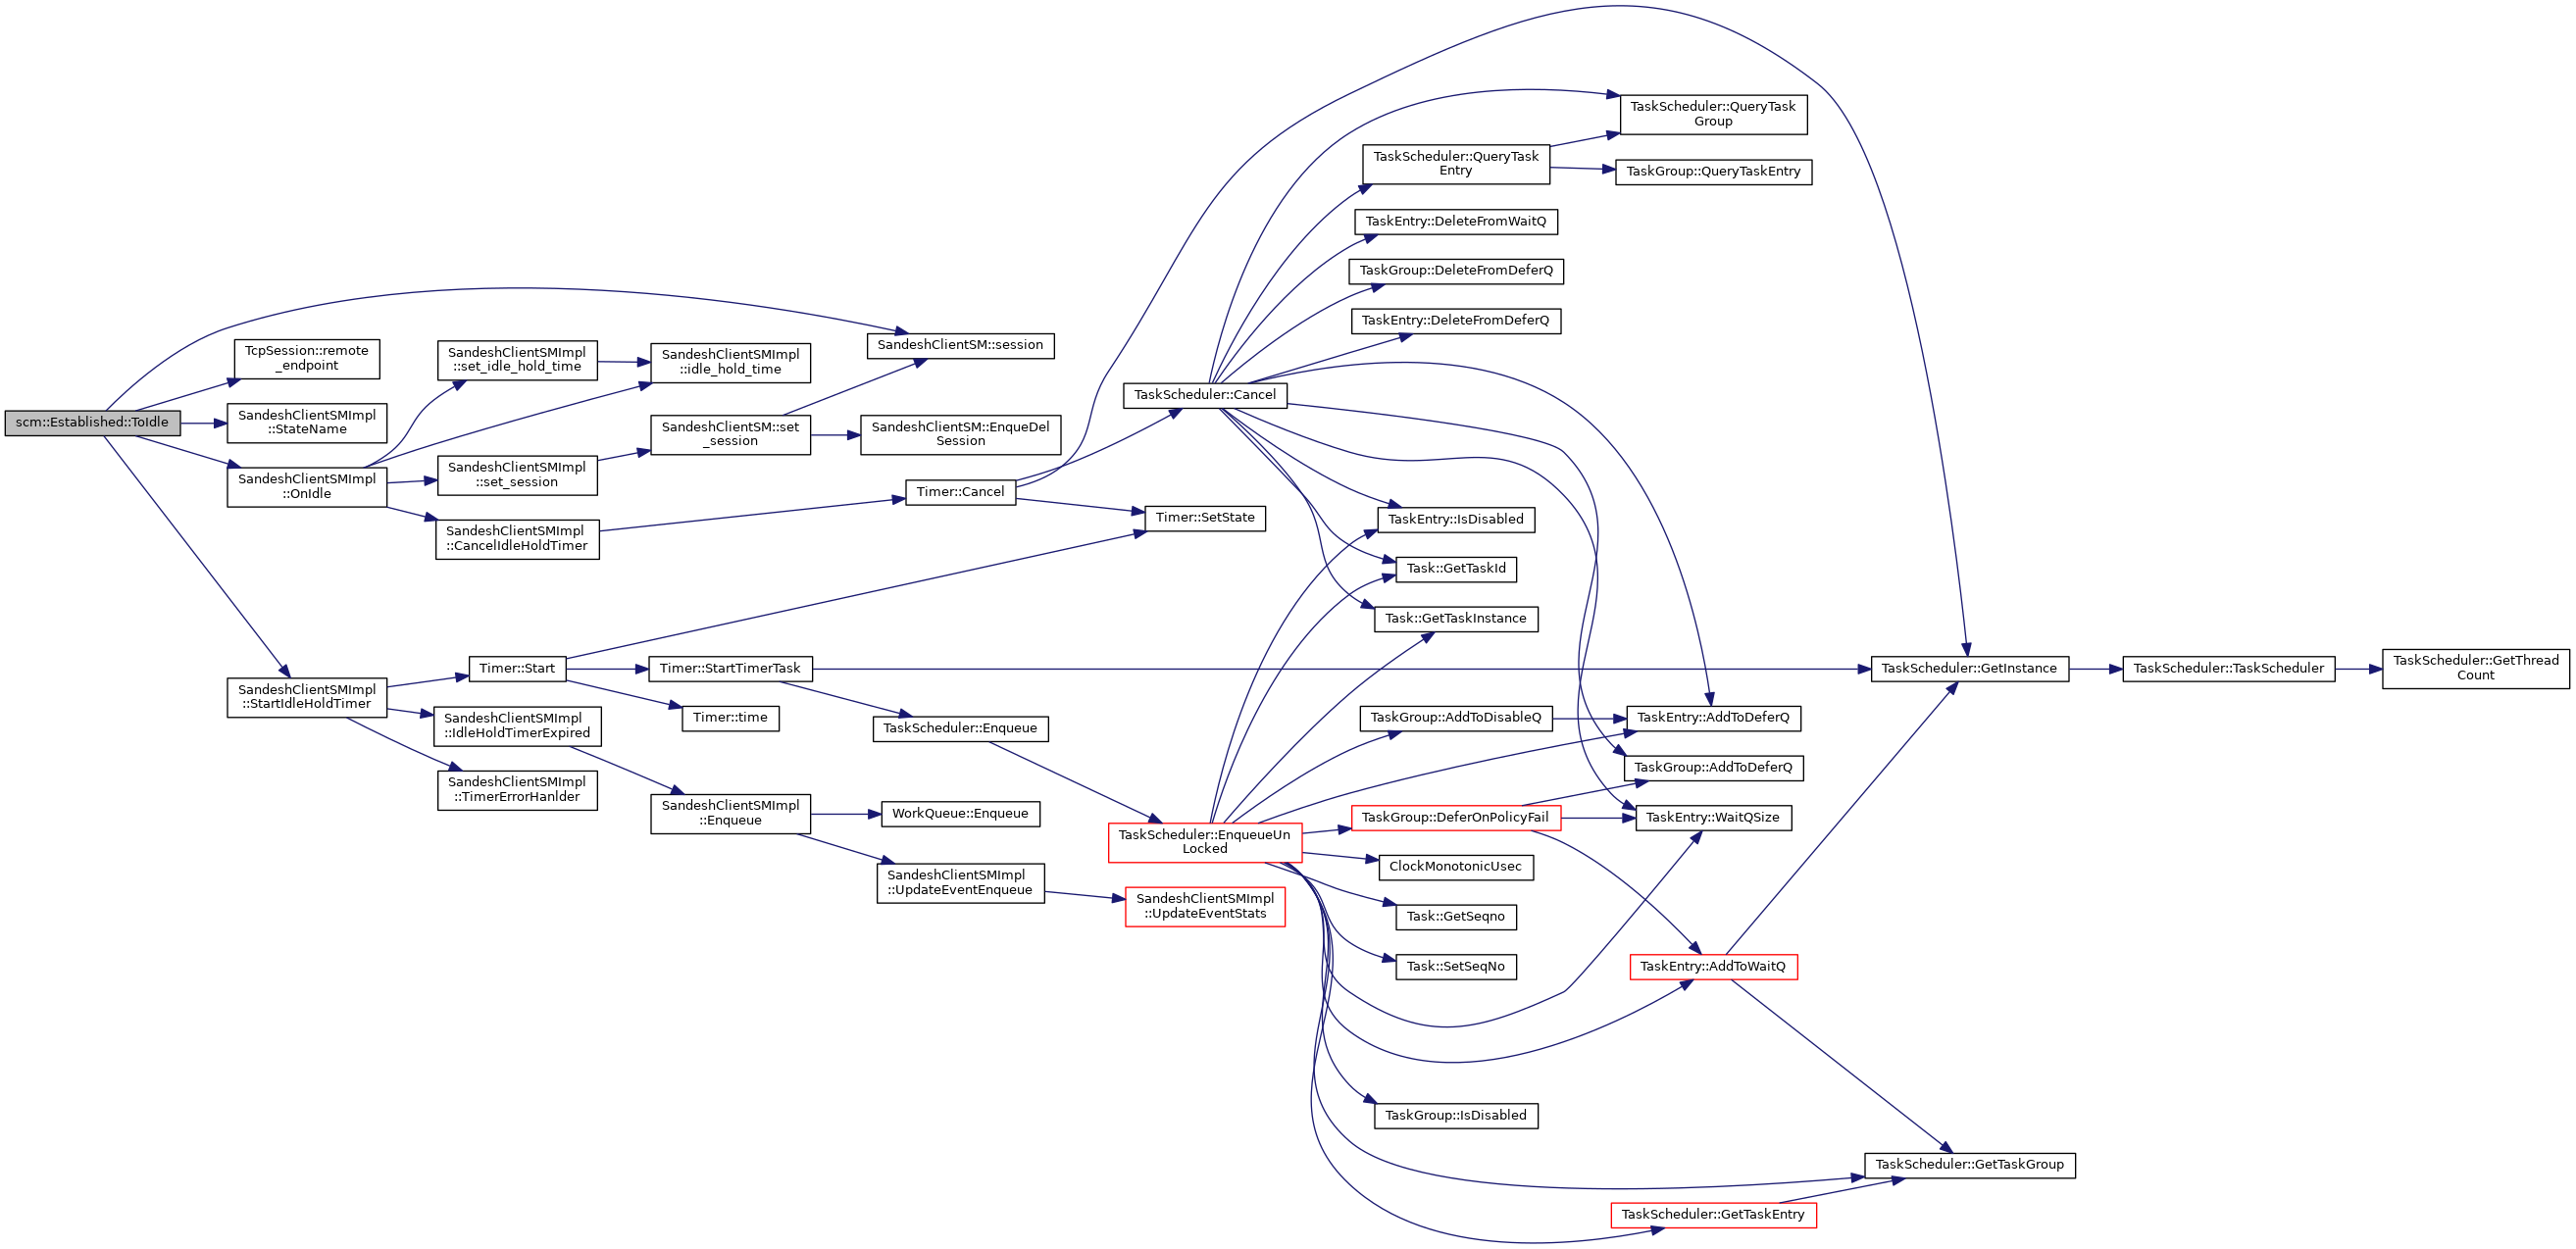 scm::Established::ToIdle
TcpSession::remote
_endpoint
SandeshClientSMImpl
::StateName
SandeshClientSMImpl
::OnIdle
SandeshClientSMImpl
::StartIdleHoldTimer
SandeshClientSMImpl
::set_idle_hold_time
SandeshClientSMImpl
::set_session
SandeshClientSMImpl
::CancelIdleHoldTimer
Timer::Start
SandeshClientSMImpl
::IdleHoldTimerExpired
SandeshClientSMImpl
::TimerErrorHanlder
SandeshClientSMImpl
::idle_hold_time
SandeshClientSM::set
_session
Timer::StartTimerTask
Timer::time
SandeshClientSMImpl
::Enqueue
SandeshClientSM::session
SandeshClientSM::EnqueDel
Session
Timer::Cancel
TaskScheduler::Enqueue
WorkQueue::Enqueue
SandeshClientSMImpl
::UpdateEventEnqueue
TaskScheduler::Cancel
Timer::SetState
TaskScheduler::EnqueueUn
Locked
SandeshClientSMImpl
::UpdateEventStats
TaskScheduler::QueryTask
Entry
TaskEntry::DeleteFromWaitQ
TaskGroup::DeleteFromDeferQ
TaskEntry::DeleteFromDeferQ
TaskEntry::IsDisabled
Task::GetTaskId
Task::GetTaskInstance
TaskGroup::AddToDisableQ
TaskGroup::DeferOnPolicyFail
ClockMonotonicUsec
Task::GetSeqno
Task::SetSeqNo
TaskGroup::IsDisabled
TaskScheduler::QueryTask
Group
TaskGroup::QueryTaskEntry
TaskEntry::AddToDeferQ
TaskGroup::AddToDeferQ
TaskEntry::WaitQSize
TaskEntry::AddToWaitQ
TaskScheduler::GetTaskEntry
TaskScheduler::GetInstance
TaskScheduler::GetTaskGroup
TaskScheduler::TaskScheduler
TaskScheduler::GetThread
Count